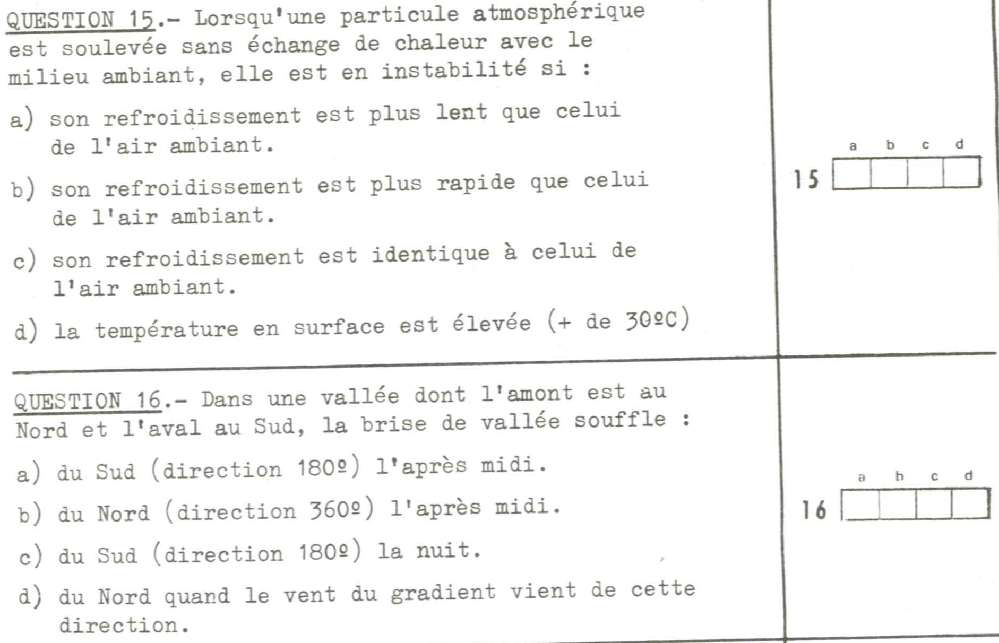 QUESTION 15.- Lorsqu'une particule atmosphérique
est soulevée sans échange de chaleur avec le
milieu ambiant, elle est en instabilité si :
a) son refroidissement est plus lent que celui
de l'air ambiant.
b) son refroidissement est plus rapide que celui
de l'air ambiant.
c) son refroidissement est identique à celui de
l'air ambiant.
d) la température en surface est élevée (+ de 30ºC)
a b c d
15
QUESTION 16.- Dans une vallée dont l'amont est au
Nord et l'aval au Sud, la brise de vallée souffle :
a) du Sud (direction 180º) l'après midi.
b) du Nord (direction 360º) l'après midi.
c) du Sud (direction 180º) la nuit.
d) du Nord quand le vent du gradient vient de cette
direction.
a b c d
16